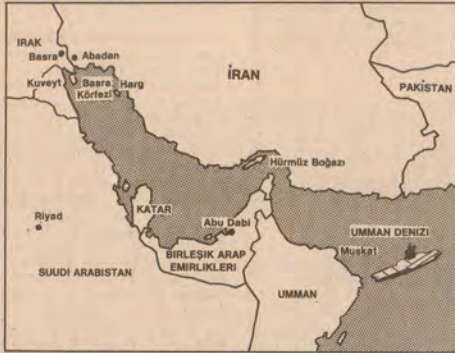 IRAK
Basra
Abadan
Kuveyt
Basra
Körfezi
Harg
İRAN
PAKİSTAN
Hürmüz Boğazı
Riyad
KATAR
Abu Dabi
BİRLEŞİK ARAP
EMİRLİKLERİ
UMMAN DENİZİ
Muskat
SUUDİ ARABİSTAN
UMMAN